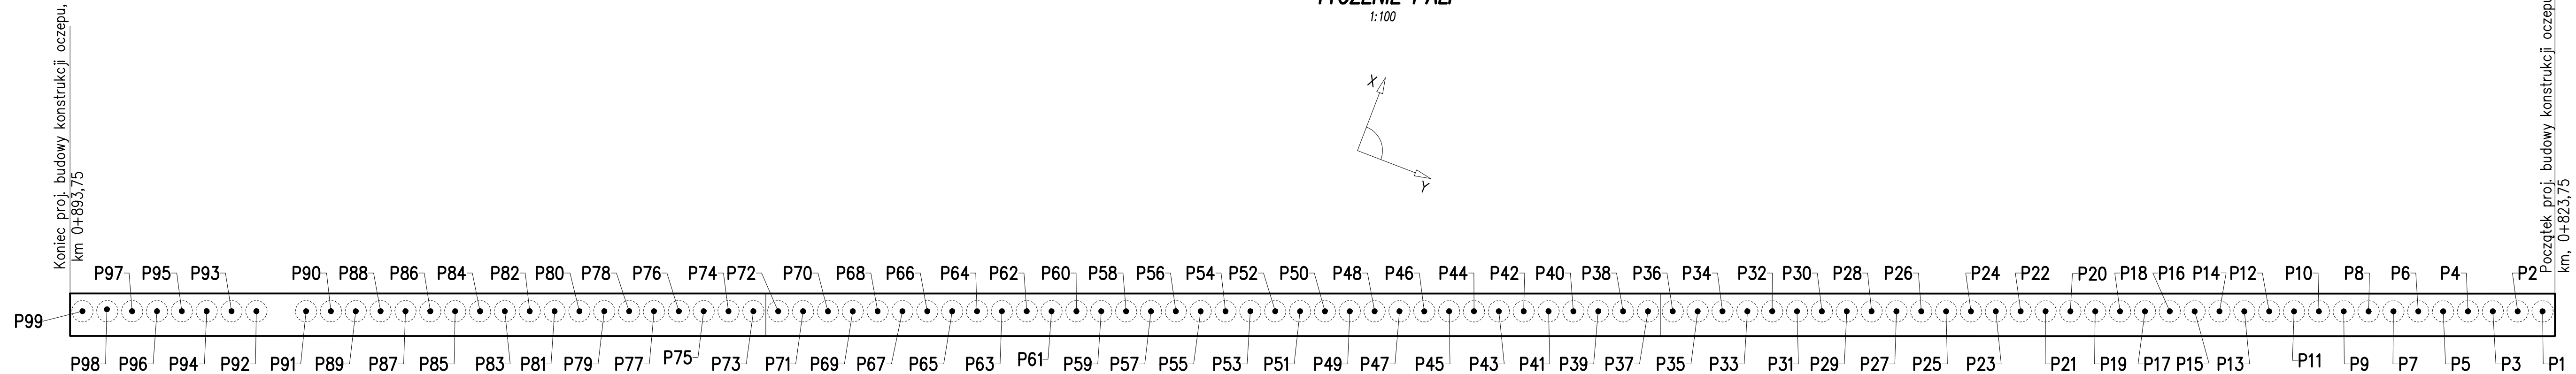 1:100
Koniec proj. budowy konstrukcji oczepu,
km 0+893,75
Początek proj. budowy konstrukcji oczepu,
km, 0+823,75
X
Y
P97 P95 P93 P90 P88 P86 P84 P82 P80 P78 P76 P74 P72 P70 P68 P66 P64 P62 P60 P58 P56 P54 P52 P50 P48 P46 P44 P42 P40 P38 P36 P34 P32 P30 P28 P26 P24 P22 P20 P18 P16 P14 P12 P10 P8 P6 P4 P2
P99
P98 P96 P94 P92 P91 P89 P87 P85 P83 P81 P79 P77 P75 P73 P71 P69 P67 P65 P63 P61 P59 P57 P55 P53 P51 P49 P47 P45 P43 P41 P39 P37 P35 P33 P31 P29 P27 P25 P23 P21 P19 P17 P15 P13 P11 P9 P7 P5 P3 P1